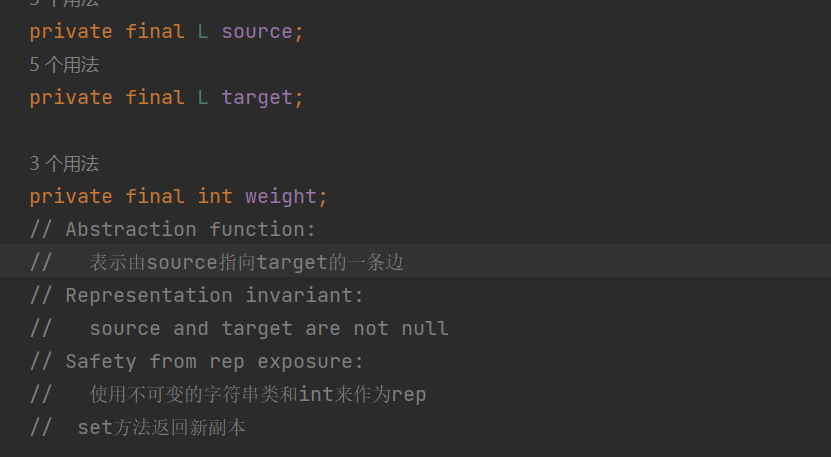 5 个用法
private final L source;
5 个用法
private final L target;
3 个用法
private final int weight;
// Abstraction function:
//   表示由source指向target的一条边
// Representation invariant:
//   source and target are not null
// Safety from rep exposure:
//   使用不可变的字符串类和int来作为rep
//  set方法返回新副本